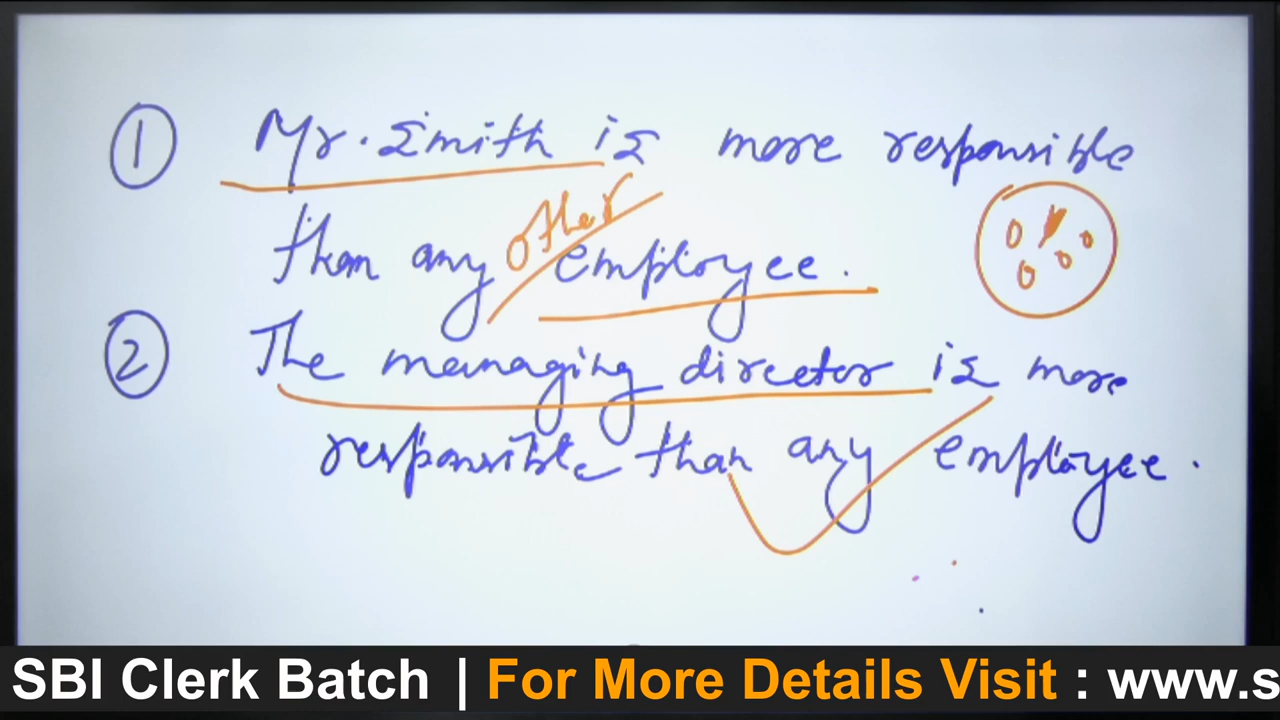 1 Mr. Smith is more responsible
other
than any employee.
2 The managing director is more
responsible than any employee.
SBI Clerk Batch | For More Details Visit : www.s